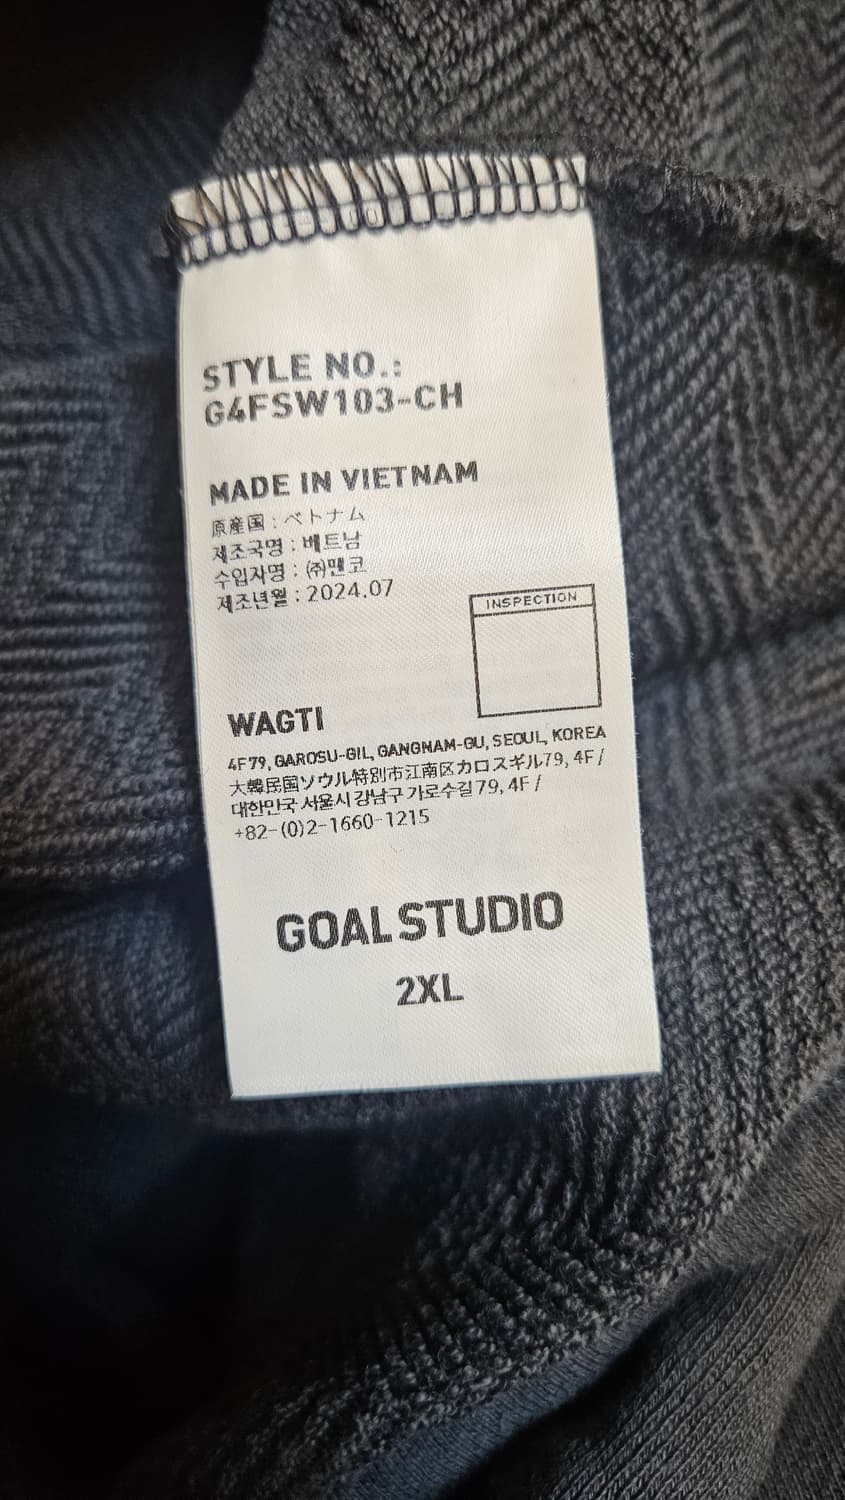 STYLE NO.:
G4FSW103-CH
MADE IN VIETNAM
原産国 : ベトナム
제조국명 : 베트남
수입자명 : ㈜맨코
제조년월 : 2024.07
INSPECTION
WAGTI
4F 79, GAROSU-GIL, GANGNAM-GU, SEOUL, KOREA
大韓民国ソウル特別市江南区カロスギル79, 4F /
대한민국 서울시 강남구 가로수길 79, 4F /
+82-(0)2-1660-1215
GOALSTUDIO
2XL